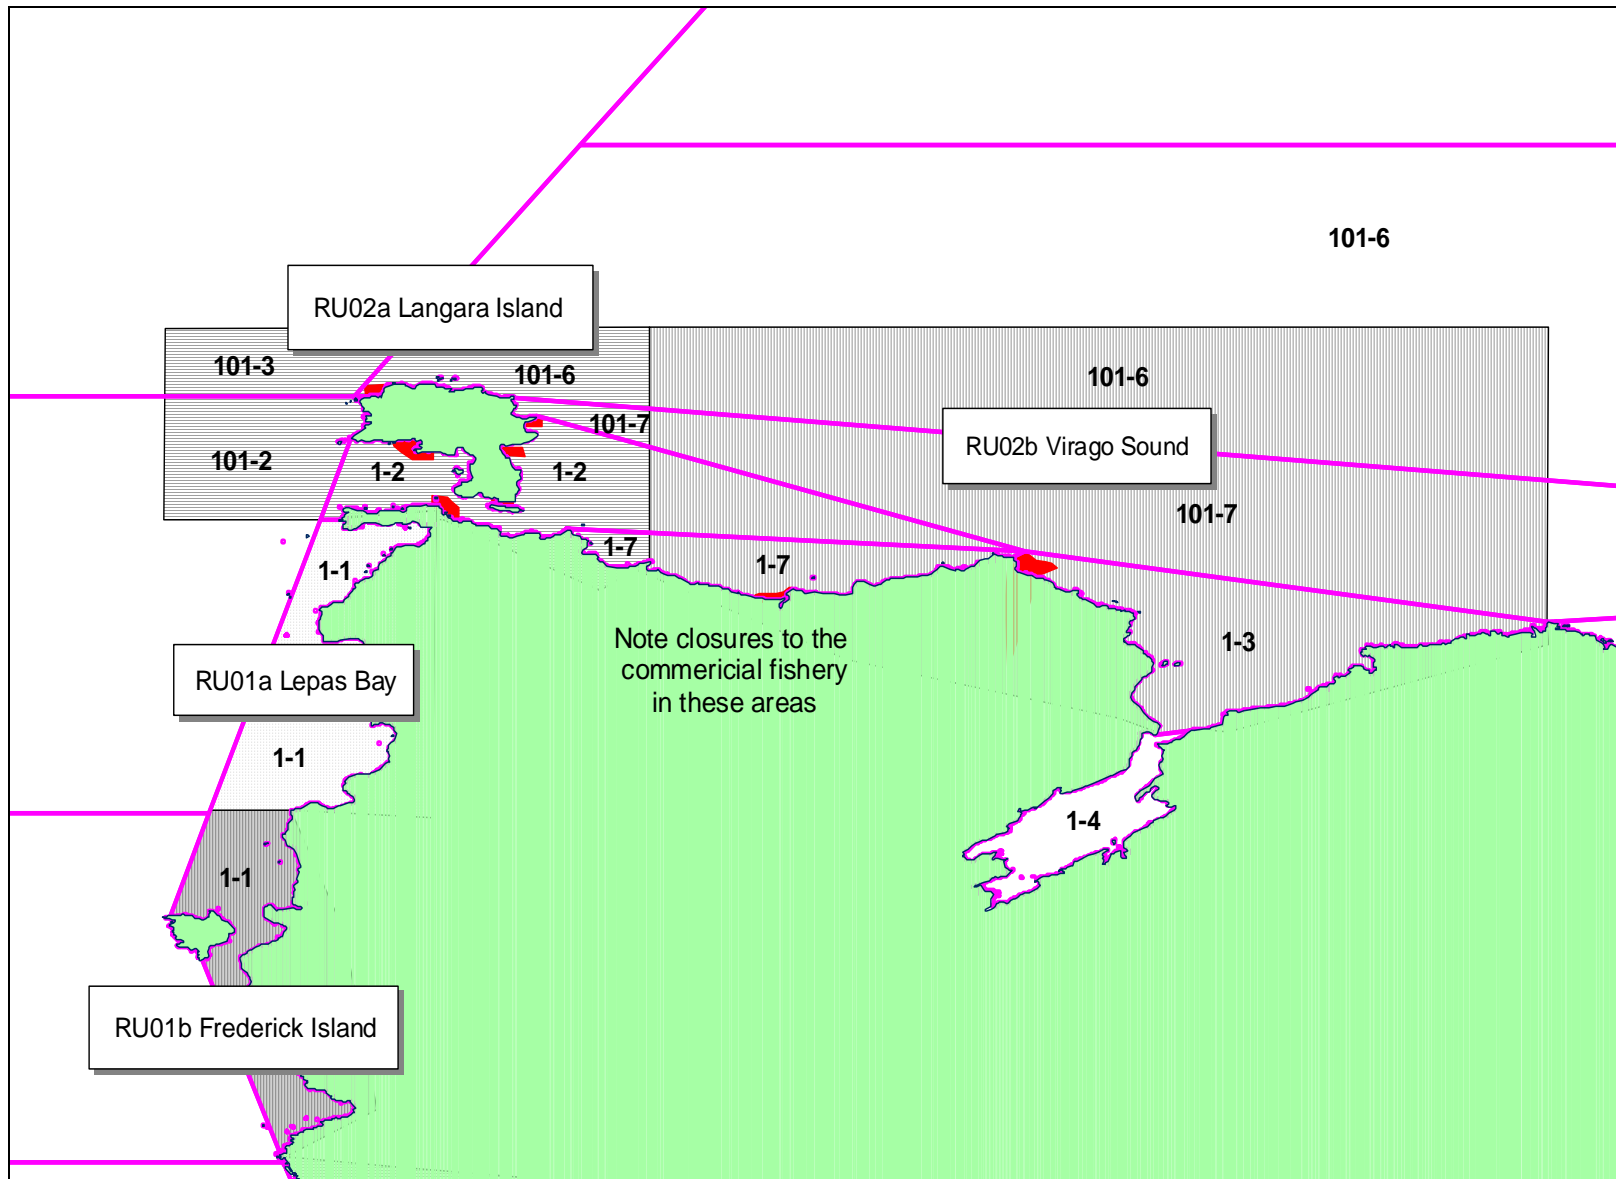 101-6
RU02a Langara Island
101-3
101-6
101-6
101-7
RU02b Virago Sound
101-2
1-2
1-2
101-7
1-7
1-7
1-1
Note closures to the
commericial fishery
in these areas
1-3
RU01a Lepas Bay
1-1
1-4
1-1
RU01b Frederick Island